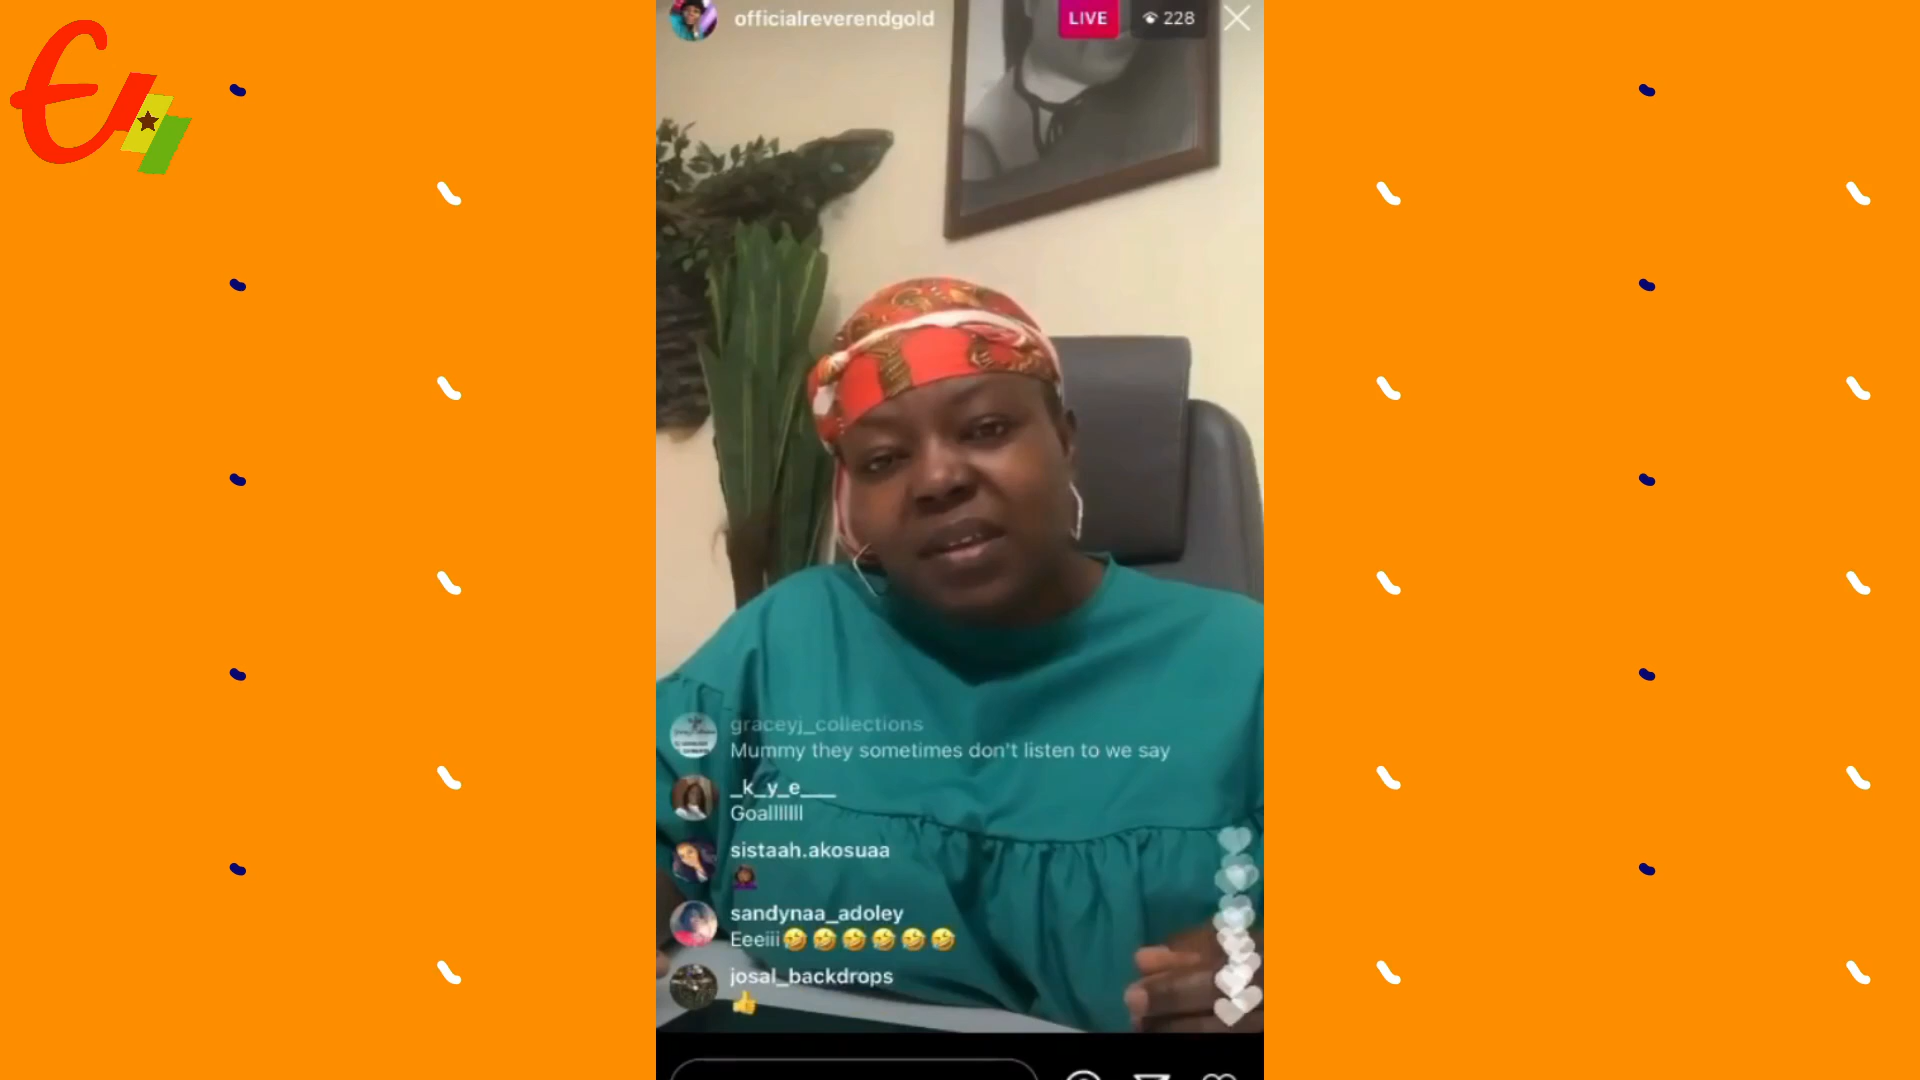 officialreverendgold
LIVE
228
graceyj_collections
Mummy they sometimes don't listen to we say
_k_y_e___
Goalllllll
sistaah.akosuaa
sandynaa_adoley
Eeeiii🤣🤣🤣🤣🤣🤣
josal_backdrops
👍